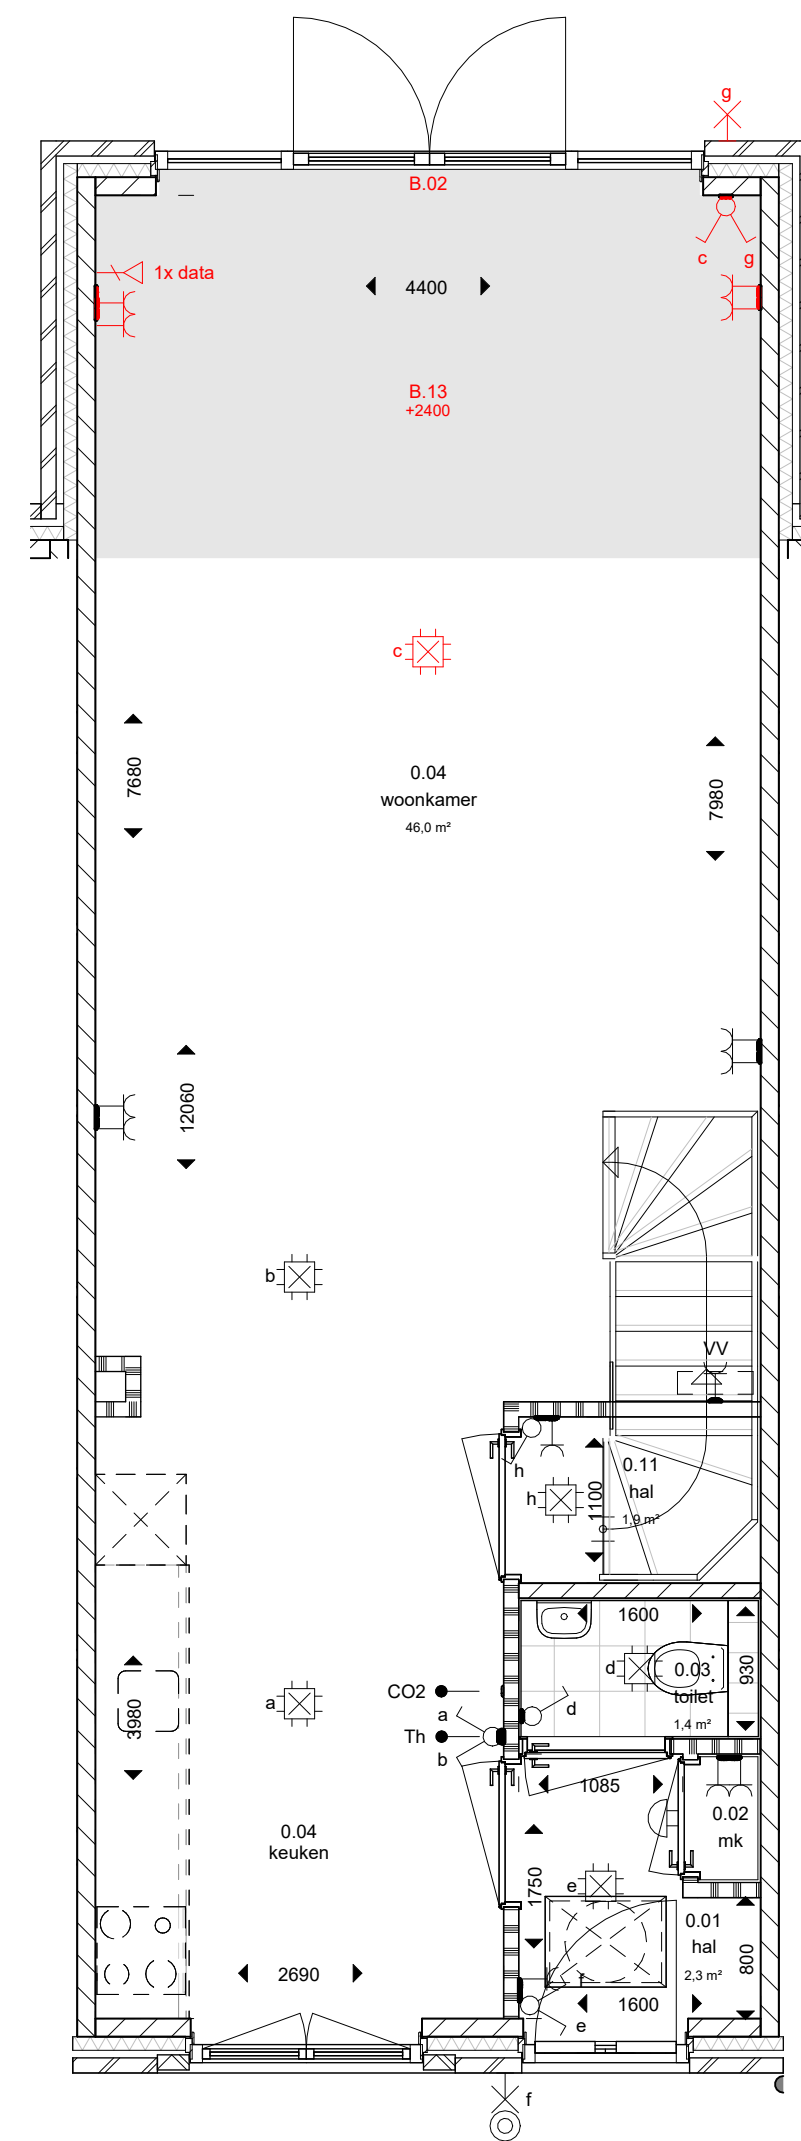 g
B.02
c g
1x data
4400
B.13
+2400
c
7680
0.04
woonkamer
46,0 m²
7980
12060
b
VV
h
0.11
hal
1,9 m²
h
1100
1600
d
0.03
toilet
1,4 m²
930
3980
a
CO2
a
d
Th
b
1085
0.02
mk
0.04
keuken
1750
e
0.01
hal
2,3 m²
800
2690
f
1600
e
f